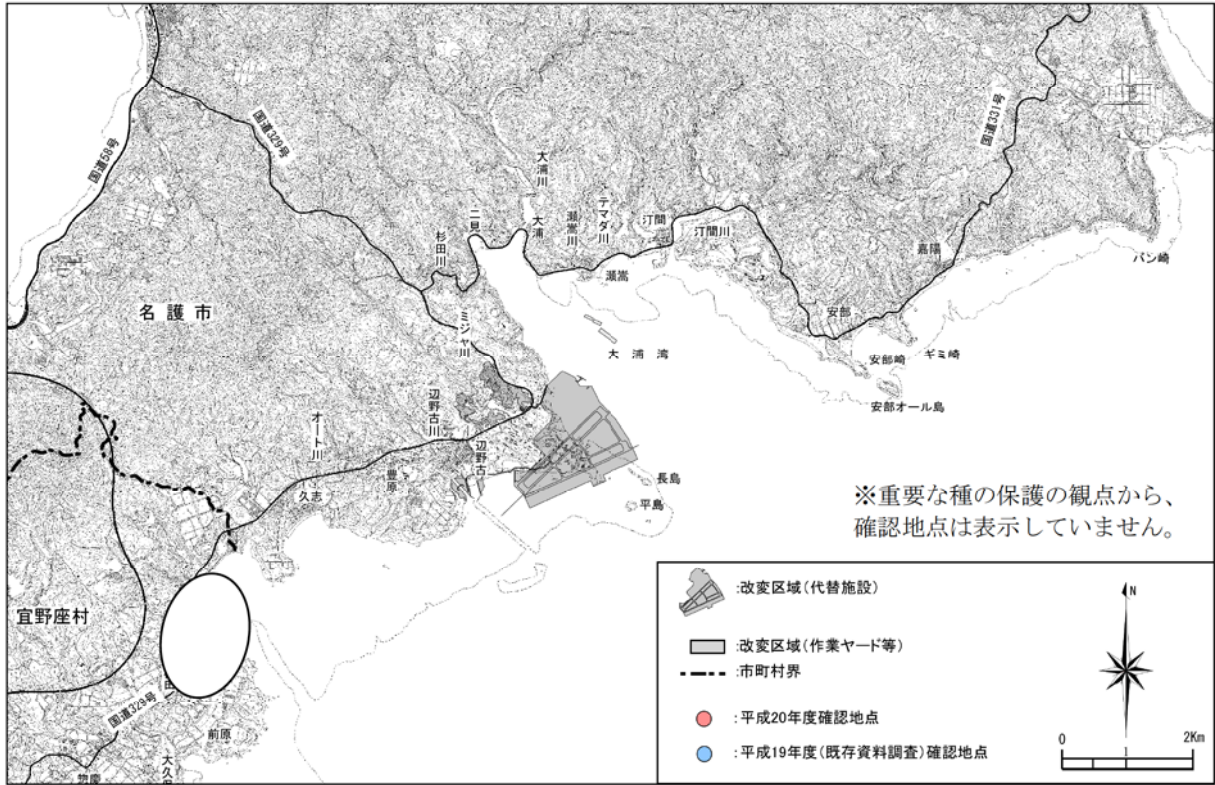 国道58号
国道329号
国道331号
大浦川
大浦
二見
杉田川
瀬嵩川
テマダ川
汀間
汀間川
瀬嵩
嘉陽
バン崎
安部
安部崎
ギミ崎
安部オール島
大浦湾
名護市
ミジャ川
辺野古川
辺野古
オート川
久志
豊原
長島
平島
※重要な種の保護の観点から、
確認地点は表示していません。
宜野座村
国道329号
前原
惣慶
:改変区域(代替施設)
:改変区域(作業ヤード等)
:市町村界
:平成20年度確認地点
:平成19年度(既存資料調査)確認地点
N
0 2Km